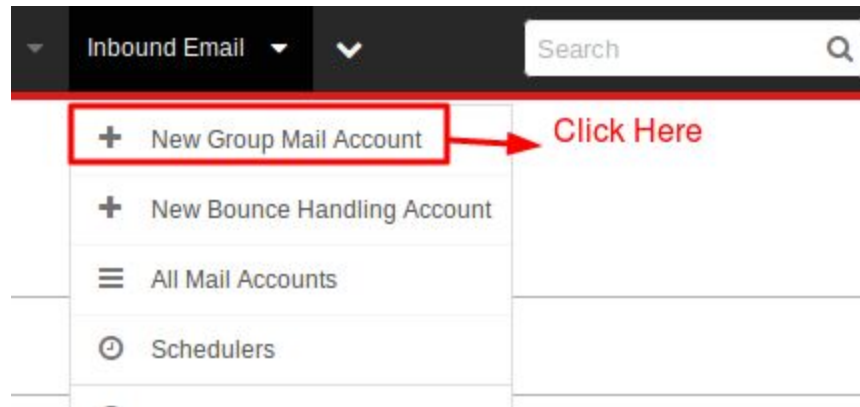 Inbound Email
Search
New Group Mail Account
Click Here
New Bounce Handling Account
All Mail Accounts
Schedulers